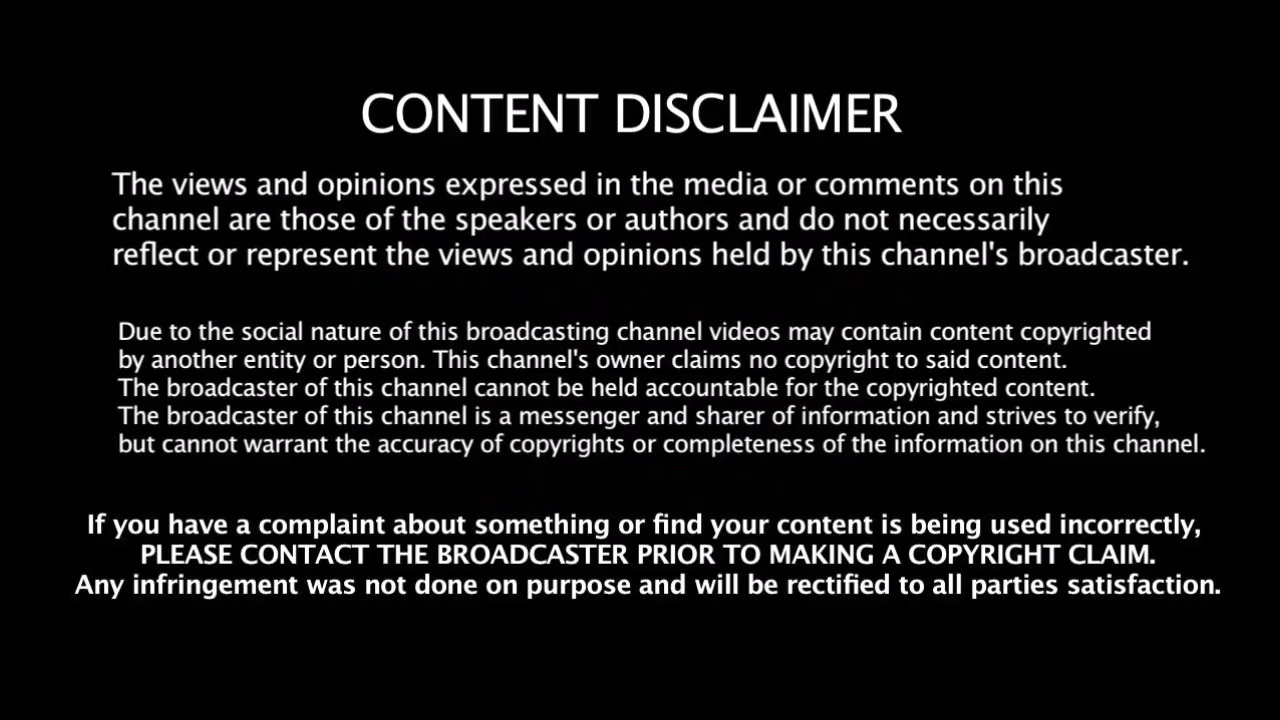 CONTENT DISCLAIMER
The views and opinions expressed in the media or comments on this
channel are those of the speakers or authors and do not necessarily
reflect or represent the views and opinions held by this channel's broadcaster.
Due to the social nature of this broadcasting channel videos may contain content copyrighted
by another entity or person. This channel's owner claims no copyright to said content.
The broadcaster of this channel cannot be held accountable for the copyrighted content.
The broadcaster of this channel is a messenger and sharer of information and strives to verify,
but cannot warrant the accuracy of copyrights or completeness of the information on this channel.
If you have a complaint about something or find your content is being used incorrectly,
PLEASE CONTACT THE BROADCASTER PRIOR TO MAKING A COPYRIGHT CLAIM.
Any infringement was not done on purpose and will be rectified to all parties satisfaction.